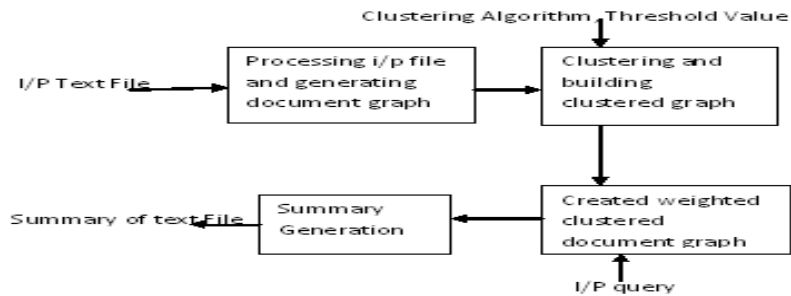 Clustering Algorithm, Threshold Value
I/P Text File
Processing i/p file
and generating
document graph
Clustering and
building
clustered graph
Summary of text File
Summary
Generation
Created weighted
clustered
document graph
I/P query